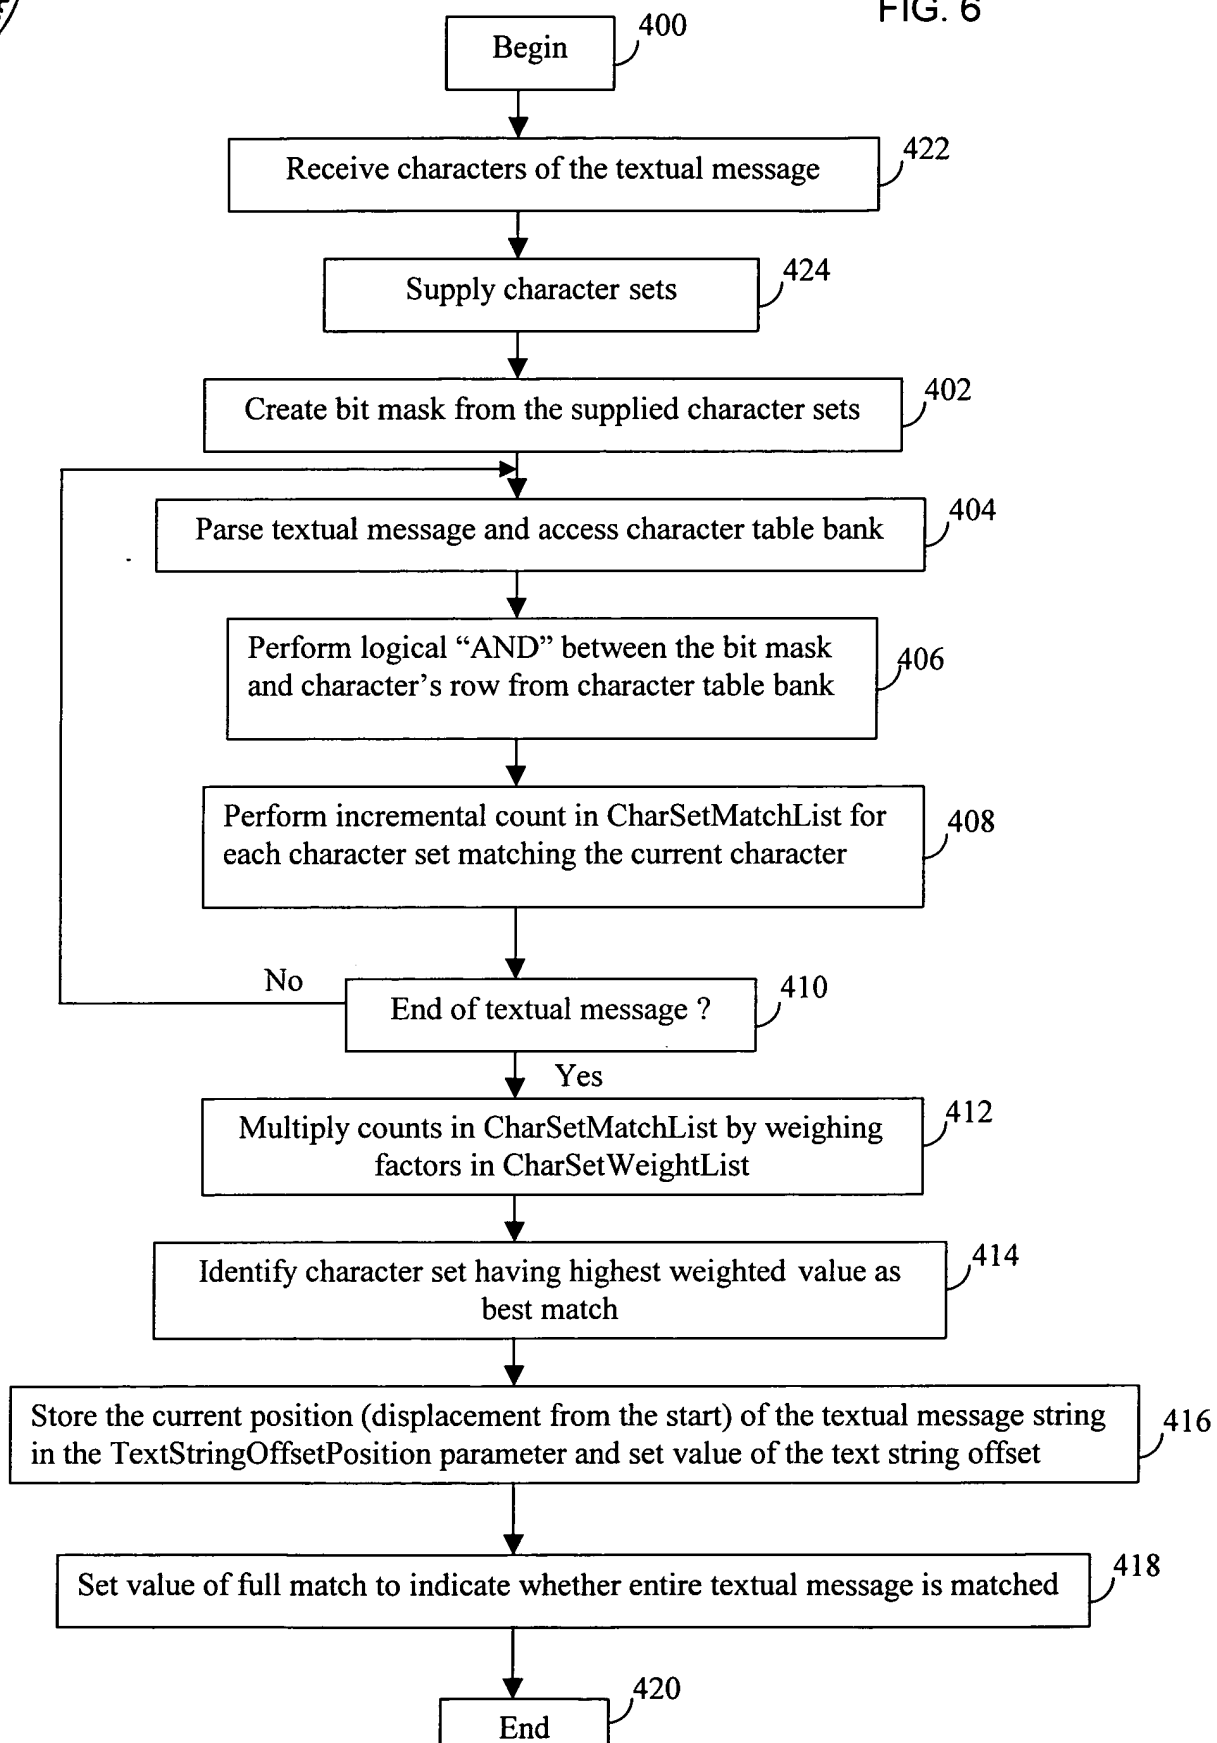 FIG. 6
Begin
400
Receive characters of the textual message
422
Supply character sets
424
Create bit mask from the supplied character sets
402
Parse textual message and access character table bank
404
Perform logical “AND” between the bit mask
and character’s row from character table bank
406
Perform incremental count in CharSetMatchList for
each character set matching the current character
408
No
End of textual message ?
410
Yes
Multiply counts in CharSetMatchList by weighing
factors in CharSetWeightList
412
Identify character set having highest weighted value as
best match
414
Store the current position (displacement from the start) of the textual message string
in the TextStringOffsetPosition parameter and set value of the text string offset
416
Set value of full match to indicate whether entire textual message is matched
418
End
420